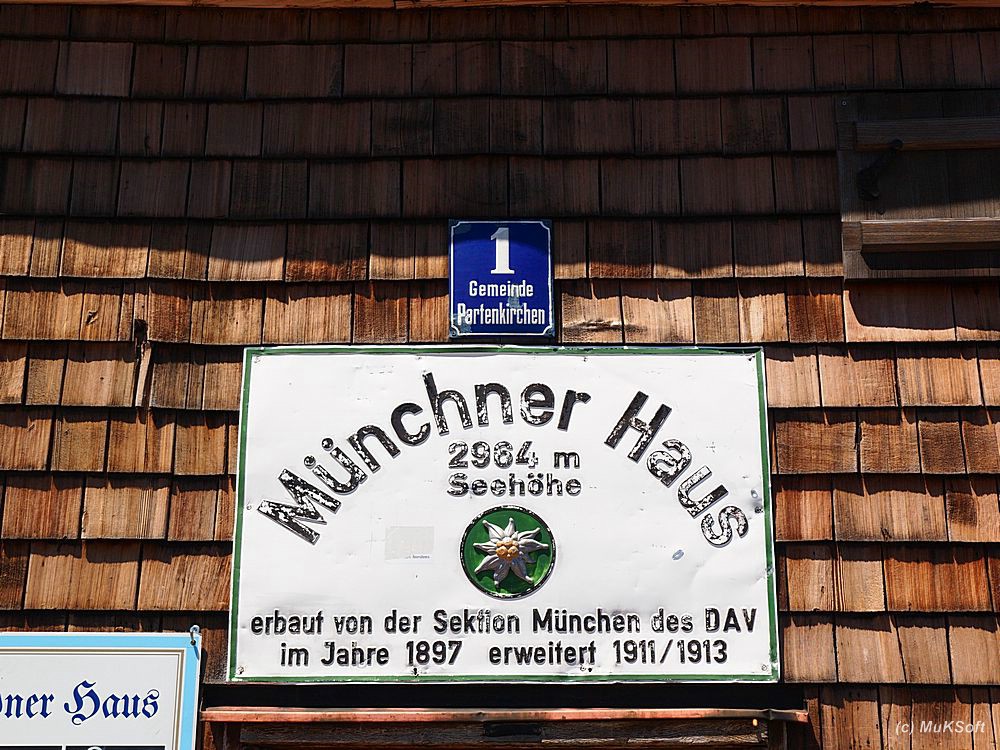 1
Gemeinde
Partenkirchen
Münchner Haus
2964 m
Seehöhe
erbaut von der Sektion München des DAV
im Jahre 1897 erweitert 1911/1913
ner Haus
(c) MuKSoft